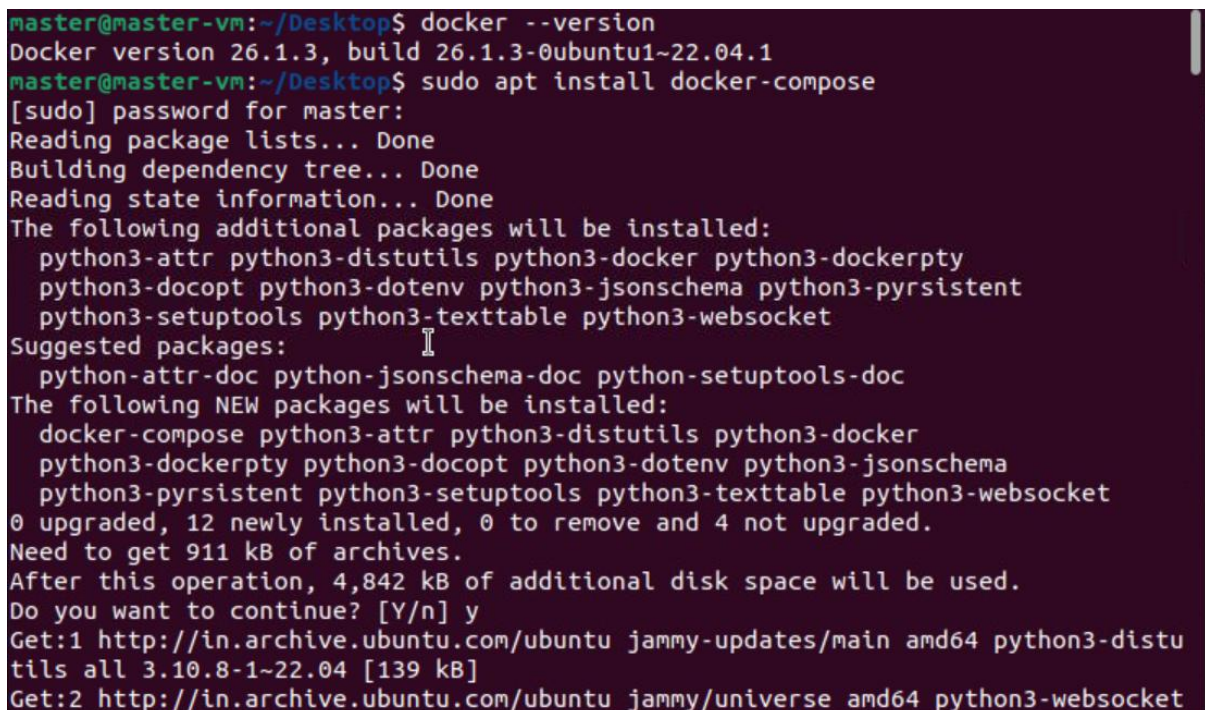 master@master-vm:~/Desktop$ docker --version
Docker version 26.1.3, build 26.1.3-0ubuntu1~22.04.1
master@master-vm:~/Desktop$ sudo apt install docker-compose
[sudo] password for master:
Reading package lists... Done
Building dependency tree... Done
Reading state information... Done
The following additional packages will be installed:
  python3-attr python3-distutils python3-docker python3-dockerpty
  python3-docopt python3-dotenv python3-jsonschema python3-pyrsistent
  python3-setuptools python3-texttable python3-websocket
Suggested packages:
  python-attr-doc python-jsonschema-doc python-setuptools-doc
The following NEW packages will be installed:
  docker-compose python3-attr python3-distutils python3-docker
  python3-dockerpty python3-docopt python3-dotenv python3-jsonschema
  python3-pyrsistent python3-setuptools python3-texttable python3-websocket
0 upgraded, 12 newly installed, 0 to remove and 4 not upgraded.
Need to get 911 kB of archives.
After this operation, 4,842 kB of additional disk space will be used.
Do you want to continue? [Y/n] y
Get:1 http://in.archive.ubuntu.com/ubuntu jammy-updates/main amd64 python3-distu
tils all 3.10.8-1~22.04 [139 kB]
Get:2 http://in.archive.ubuntu.com/ubuntu jammy/universe amd64 python3-websocket